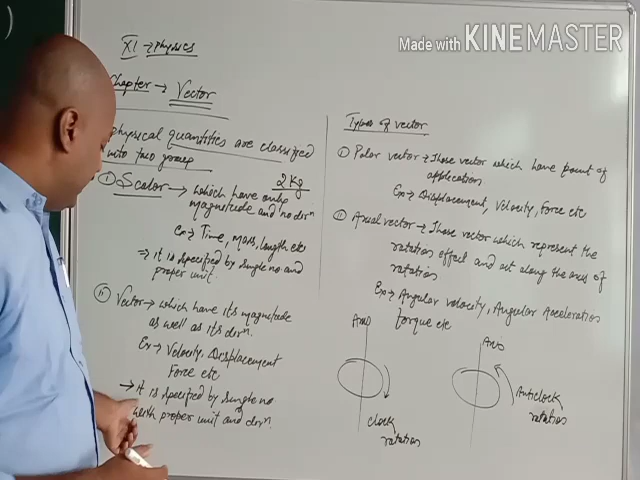 Made with KINEMASTER
XI → Physics
Chapter → Vector
physical quantities are classified
into two group
① Scalar → which have only
magnetude and no dirⁿ
2 Kg
Ex → Time, mass, length etc
⇒ it is specified by single no and
proper unit.
ii Vector → which have its magnetude
as well as its dirⁿ.
Ex → Velocity, Displacement
Force etc
→ it is specified by single no
with proper unit and dirⁿ.
Types of vector
① Polar vector → Those vector which have point of
application
Ex → Displacement, Velocity, Force etc
ii Axial vector → Those vector which represent the
rotation effect and act along the axis of
rotation
Ex → Angular velocity, Angular Acceleration
torque etc
Axis
clock
rotation
Axis
Anticlock
rotation